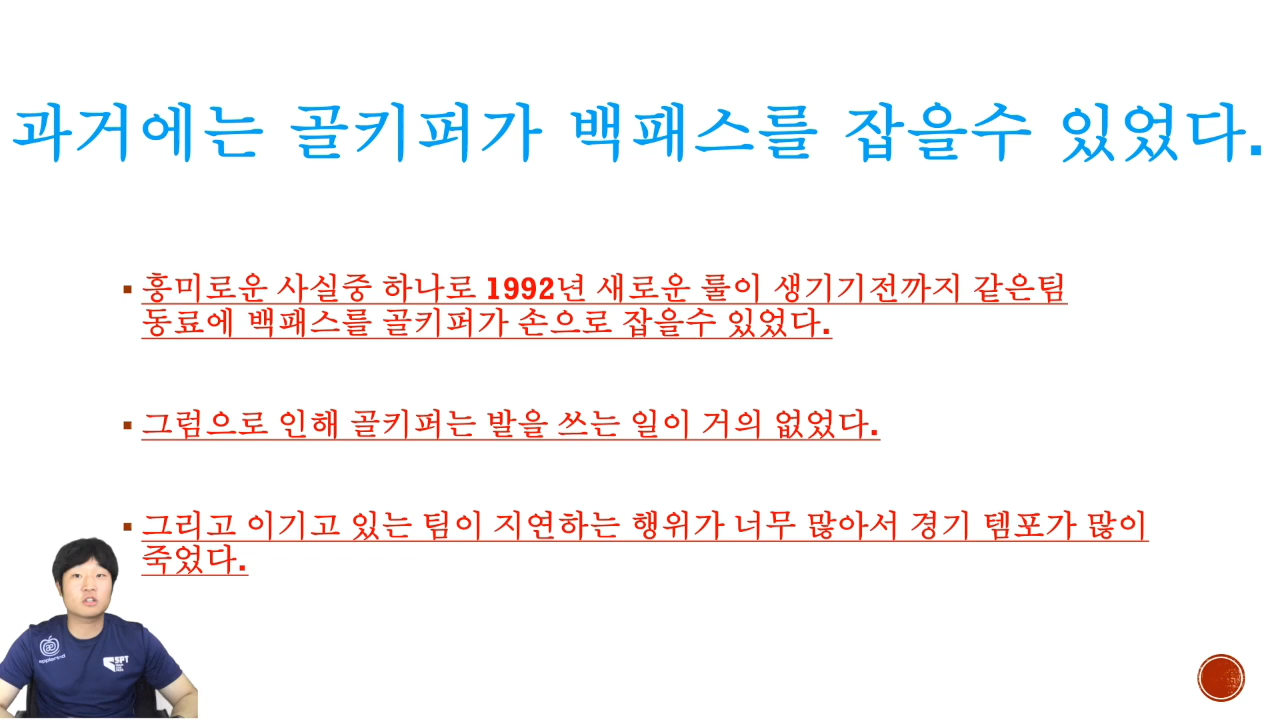 과거에는 골키퍼가 백패스를 잡을수 있었다.
▪ 흥미로운 사실중 하나로 1992년 새로운 룰이 생기기전까지 같은팀
동료에 백패스를 골키퍼가 손으로 잡을수 있었다.
▪ 그럼으로 인해 골키퍼는 발을 쓰는 일이 거의 없었다.
▪ 그리고 이기고 있는 팀이 지연하는 행위가 너무 많아서 경기 템포가 많이
죽었다.
SPT